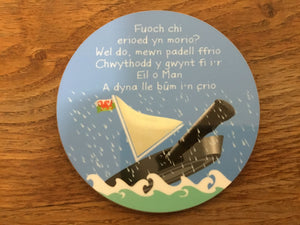 Fuoch chi
erioed yn morio?
Wel do, mewn padell ffrio
Chwythodd y gwynt fi i'r
Eil o Man
A dyna lle bûm i'n crio